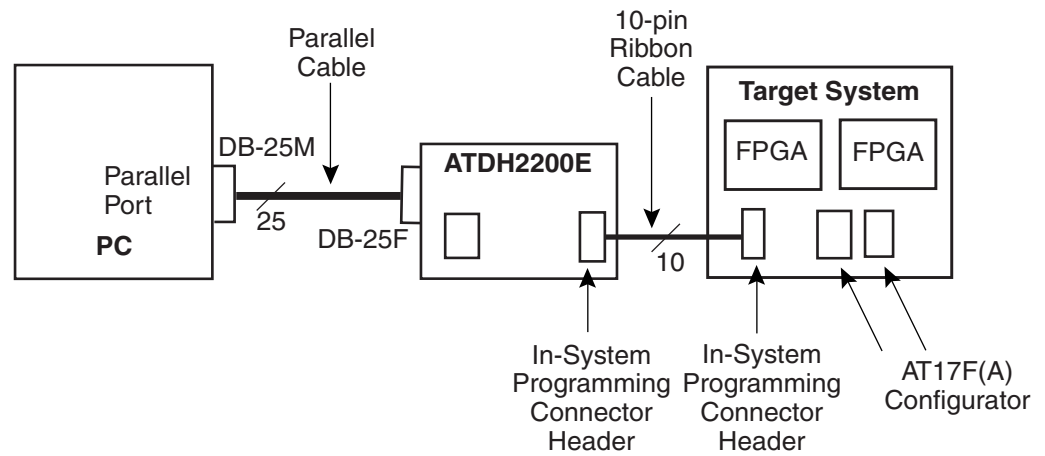 Parallel
Cable
10-pin
Ribbon
Cable
Target System
FPGA
FPGA
DB-25M
Parallel
Port
PC
25
DB-25F
ATDH2200E
10
In-System
Programming
Connector
Header
In-System
Programming
Connector
Header
AT17F(A)
Configurator